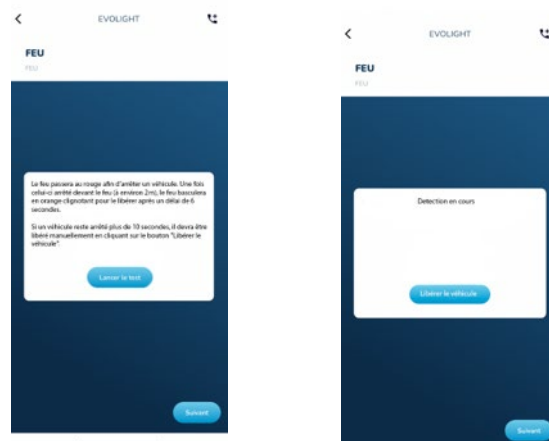 EVOLIGHT
FEU
FEU
Le feu passera au rouge afin d'arrêter un véhicule. Une fois
celui-ci arrêté devant le feu (à environ 2m), le feu basculera
en orange clignotant pour le libérer après un délai de 6
secondes.
Si un véhicule reste arrêté plus de 10 secondes, il devra être
libéré manuellement en cliquant sur le bouton "Libérer le
véhicule".
Lancer le test
Suivant
EVOLIGHT
FEU
FEU
Detection en cours
Libérer le véhicule
Suivant